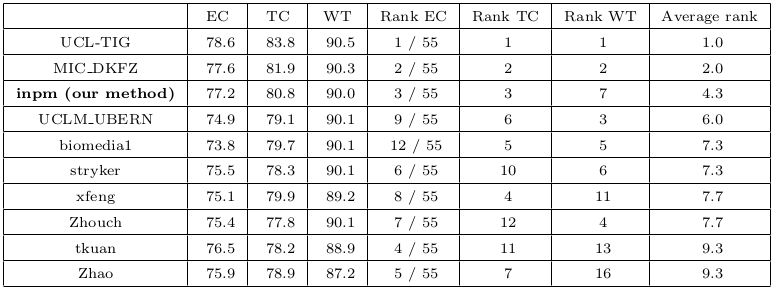 EC TC WT Rank EC Rank TC Rank WT Average rank
UCL-TIG 78.6 83.8 90.5 1 / 55 1 1 1.0
MIC_DKFZ 77.6 81.9 90.3 2 / 55 2 2 2.0
inpm (our method) 77.2 80.8 90.0 3 / 55 3 7 4.3
UCLM_UBERN 74.9 79.1 90.1 9 / 55 6 3 6.0
biomedia1 73.8 79.7 90.1 12 / 55 5 5 7.3
stryker 75.5 78.3 90.1 6 / 55 10 6 7.3
xfeng 75.1 79.9 89.2 8 / 55 4 11 7.7
Zhouch 75.4 77.8 90.1 7 / 55 12 4 7.7
tkuan 76.5 78.2 88.9 4 / 55 11 13 9.3
Zhao 75.9 78.9 87.2 5 / 55 7 16 9.3